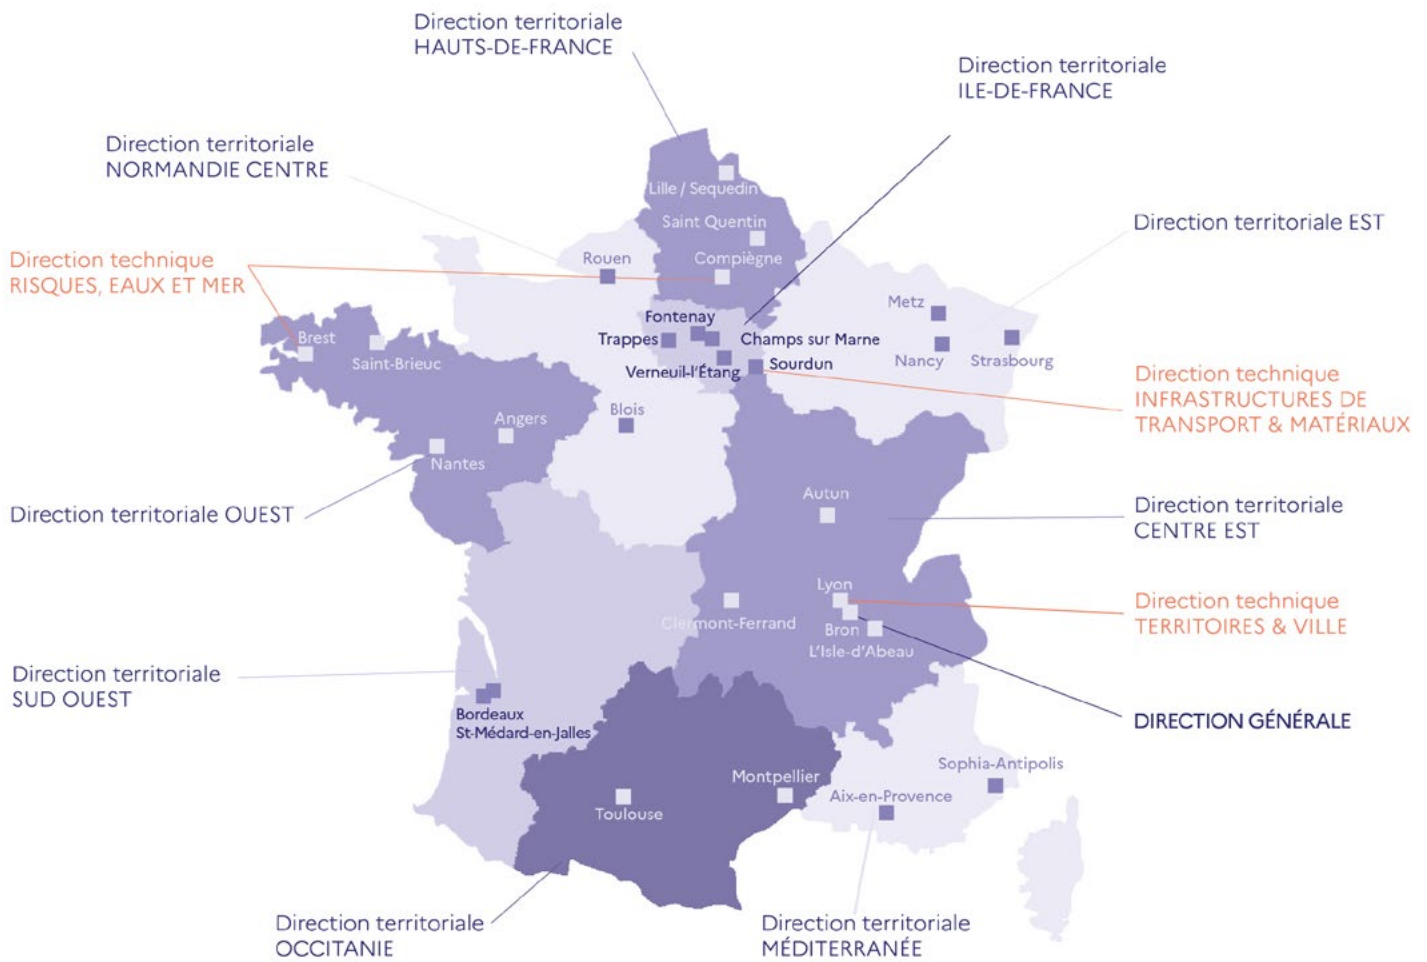 Direction territoriale
HAUTS-DE-FRANCE
Direction territoriale
ILE-DE-FRANCE
Direction territoriale
NORMANDIE CENTRE
Lille / Sequedin
Saint Quentin
Direction territoriale EST
Direction technique
RISQUES, EAUX ET MER
Rouen
Compiègne
Metz
Fontenay
Brest
Trappes
Champs sur Marne
Saint-Brieuc
Nancy
Strasbourg
Verneuil-l'Étang
Sourdun
Direction technique
INFRASTRUCTURES DE
TRANSPORT & MATÉRIAUX
Blois
Angers
Nantes
Autun
Direction territoriale OUEST
Direction territoriale
CENTRE EST
Lyon
Clermont-Ferrand
Bron
L'Isle-d'Abeau
Direction technique
TERRITOIRES & VILLE
Direction territoriale
SUD OUEST
Bordeaux
St-Médard-en-Jalles
DIRECTION GÉNÉRALE
Sophia-Antipolis
Montpellier
Aix-en-Provence
Toulouse
Direction territoriale
OCCITANIE
Direction territoriale
MÉDITERRANÉE